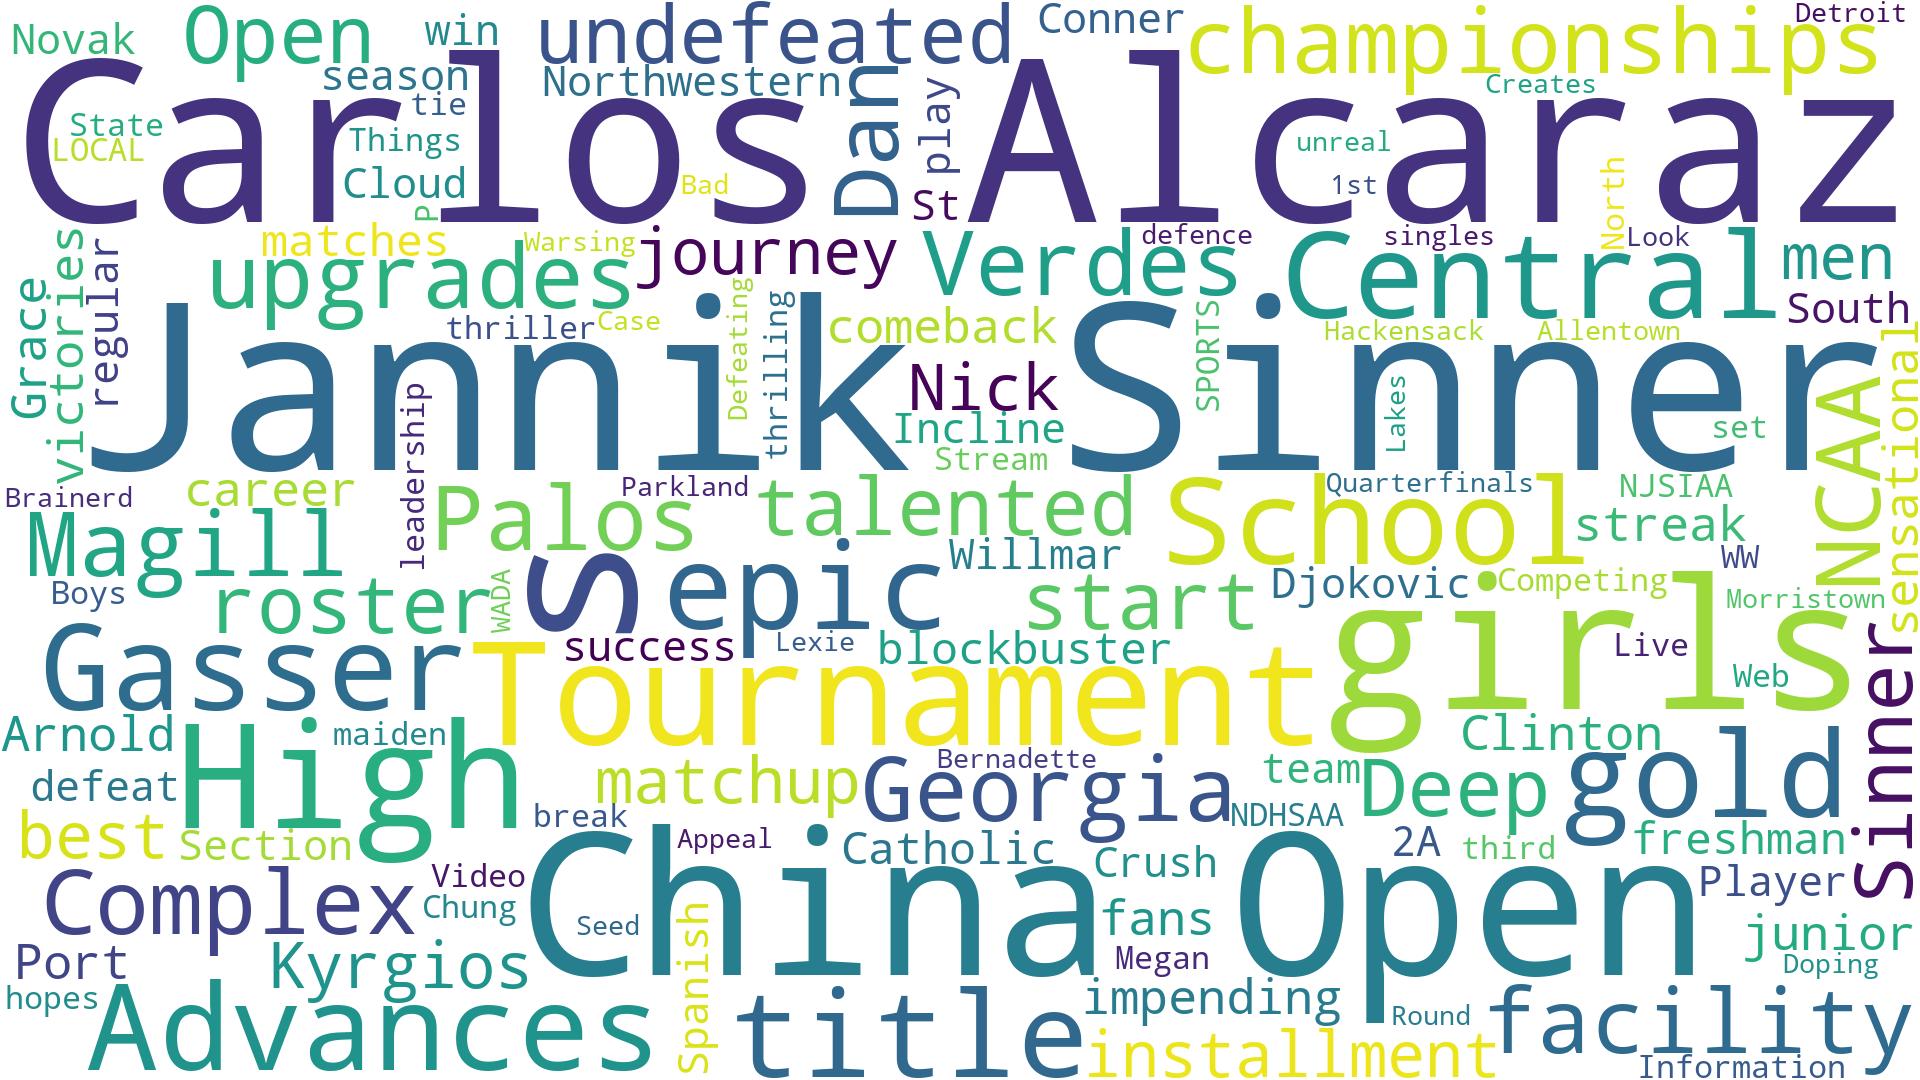 Novak
Open
win
undefeated
Conner
championships
Detroit
season
Northwestern
Dan
play
Creates
Carlos Alcaraz
tie
State
LOCAL
Things
Cloud
Bad
unreal
1st
North
St
P
matches
Warsing
journey
Verdes
defence
singles
Central
Look
men
victories
regular
Grace
upgrades
South
thriller
Case
Defeating
thrilling
comeback
SPORTS
Hackensack
Allentown
Jannik Sinner
Nick
Lakes
NCAA
sensational
leadership
Incline
set
Stream
Brainerd
career
Parkland
Quarterfinals
NJSIAA
Magill
Palos
talented
School
streak
Willmar
WW
Boys
roster
WADA
S
epic
start
Djokovic
Competing
Morristown
Gasser
success
Lexie
blockbuster
girls
Live
Web
Sinner
Tournament
Arnold
High
maiden
Clinton
defeat
matchup
Bernadette
Georgia
team
Deep
gold
break
NDHSAA
best
Section
Appeal
Catholic
2A
third
freshman
Crush
Complex
Video
Chung
China Open
Player
Seed
Spanish
fans
junior
Port
Kyrgios
Megan
Doping
hopes
Advances
title
impending
Round
facility
installment
Information